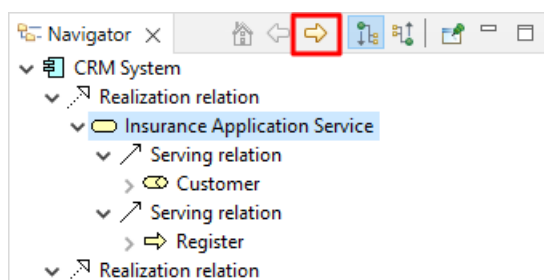 Navigator
CRM System
Realization relation
Insurance Application Service
Serving relation
Customer
Serving relation
Register
Realization relation